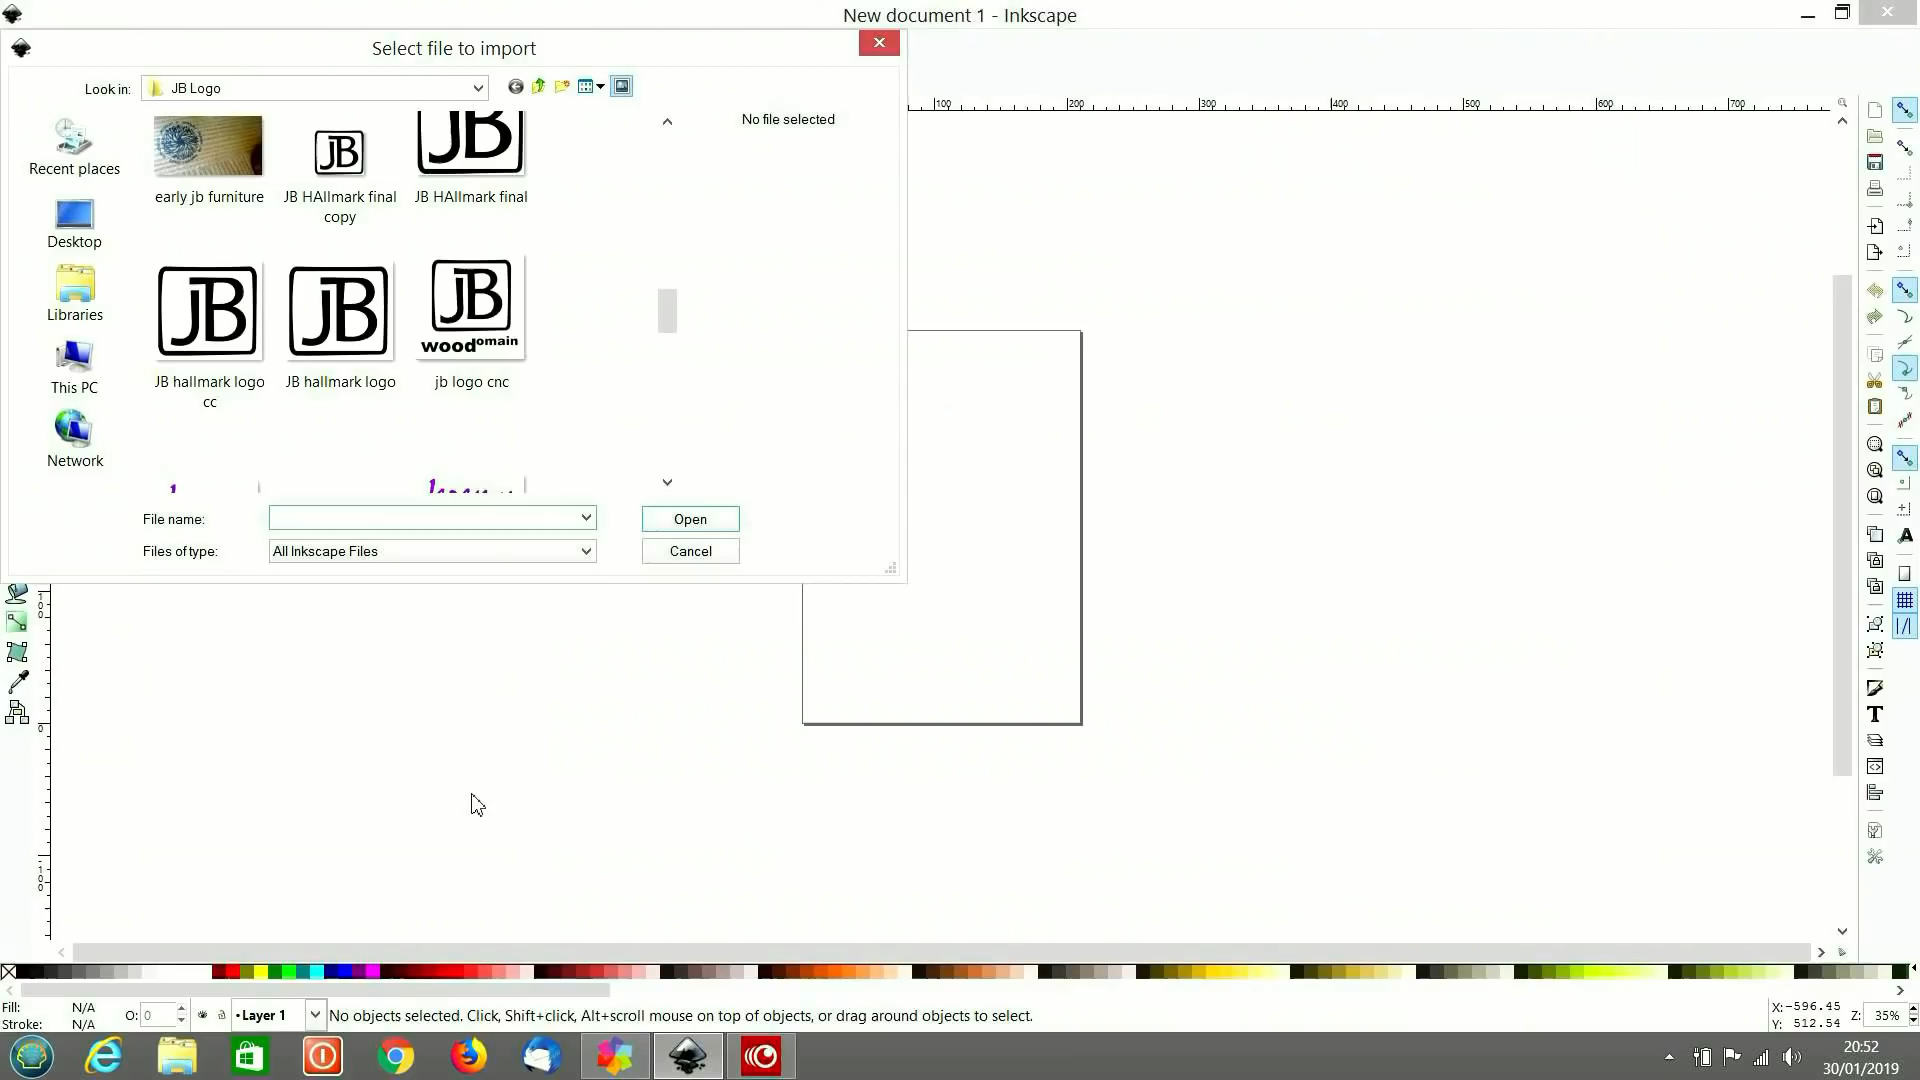 New document 1 - Inkscape
Select file to import
Look in:
JB Logo
No file selected
Recent places
Desktop
Libraries
This PC
Network
JB
JB
early jb furniture
JB HAllmark final
copy
JB HAllmark final
JB
JB
JB
woodomain
JB hallmark logo
cc
JB hallmark logo
jb logo cnc
File name:
Open
Files of type:
All Inkscape Files
Cancel
100
200
300
400
500
600
700
100
0
100
Fill:
N/A
Stroke:
N/A
O:
0
Layer 1
No objects selected. Click, Shift+click, Alt+scroll mouse on top of objects, or drag around objects to select.
X:-596.45
Y: 512.54
Z:
35%
20:52
30/01/2019